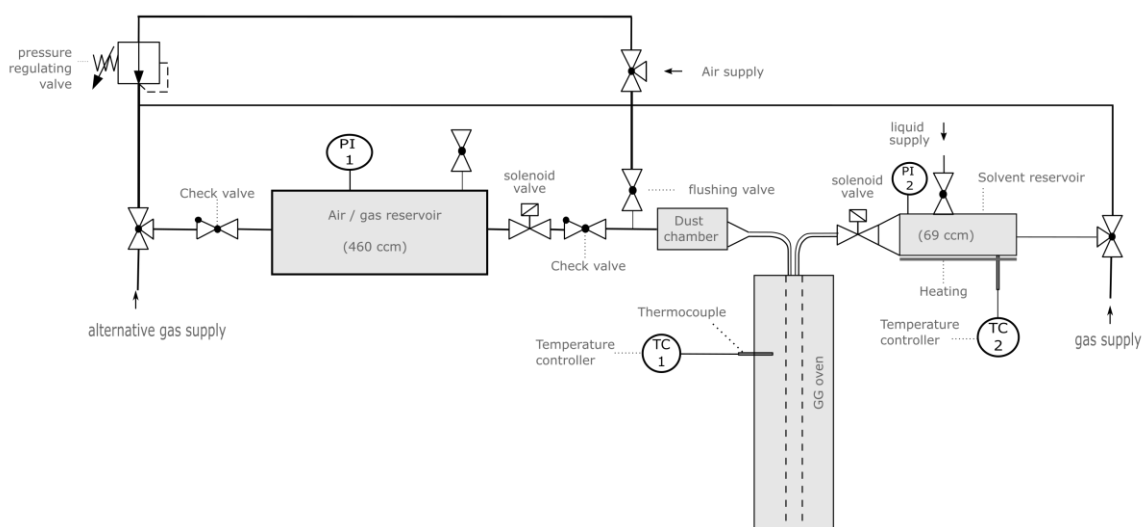 pressure
regulating
valve
Air supply
liquid
supply
PI
1
solenoid
valve
flushing valve
solenoid
valve
PI
2
Solvent reservoir
Check valve
Air / gas reservoir
(460 ccm)
Dust
chamber
(69 ccm)
Check valve
Heating
alternative gas supply
Thermocouple
Temperature
controller
TC
1
GG oven
Temperature
controller
TC
2
gas supply